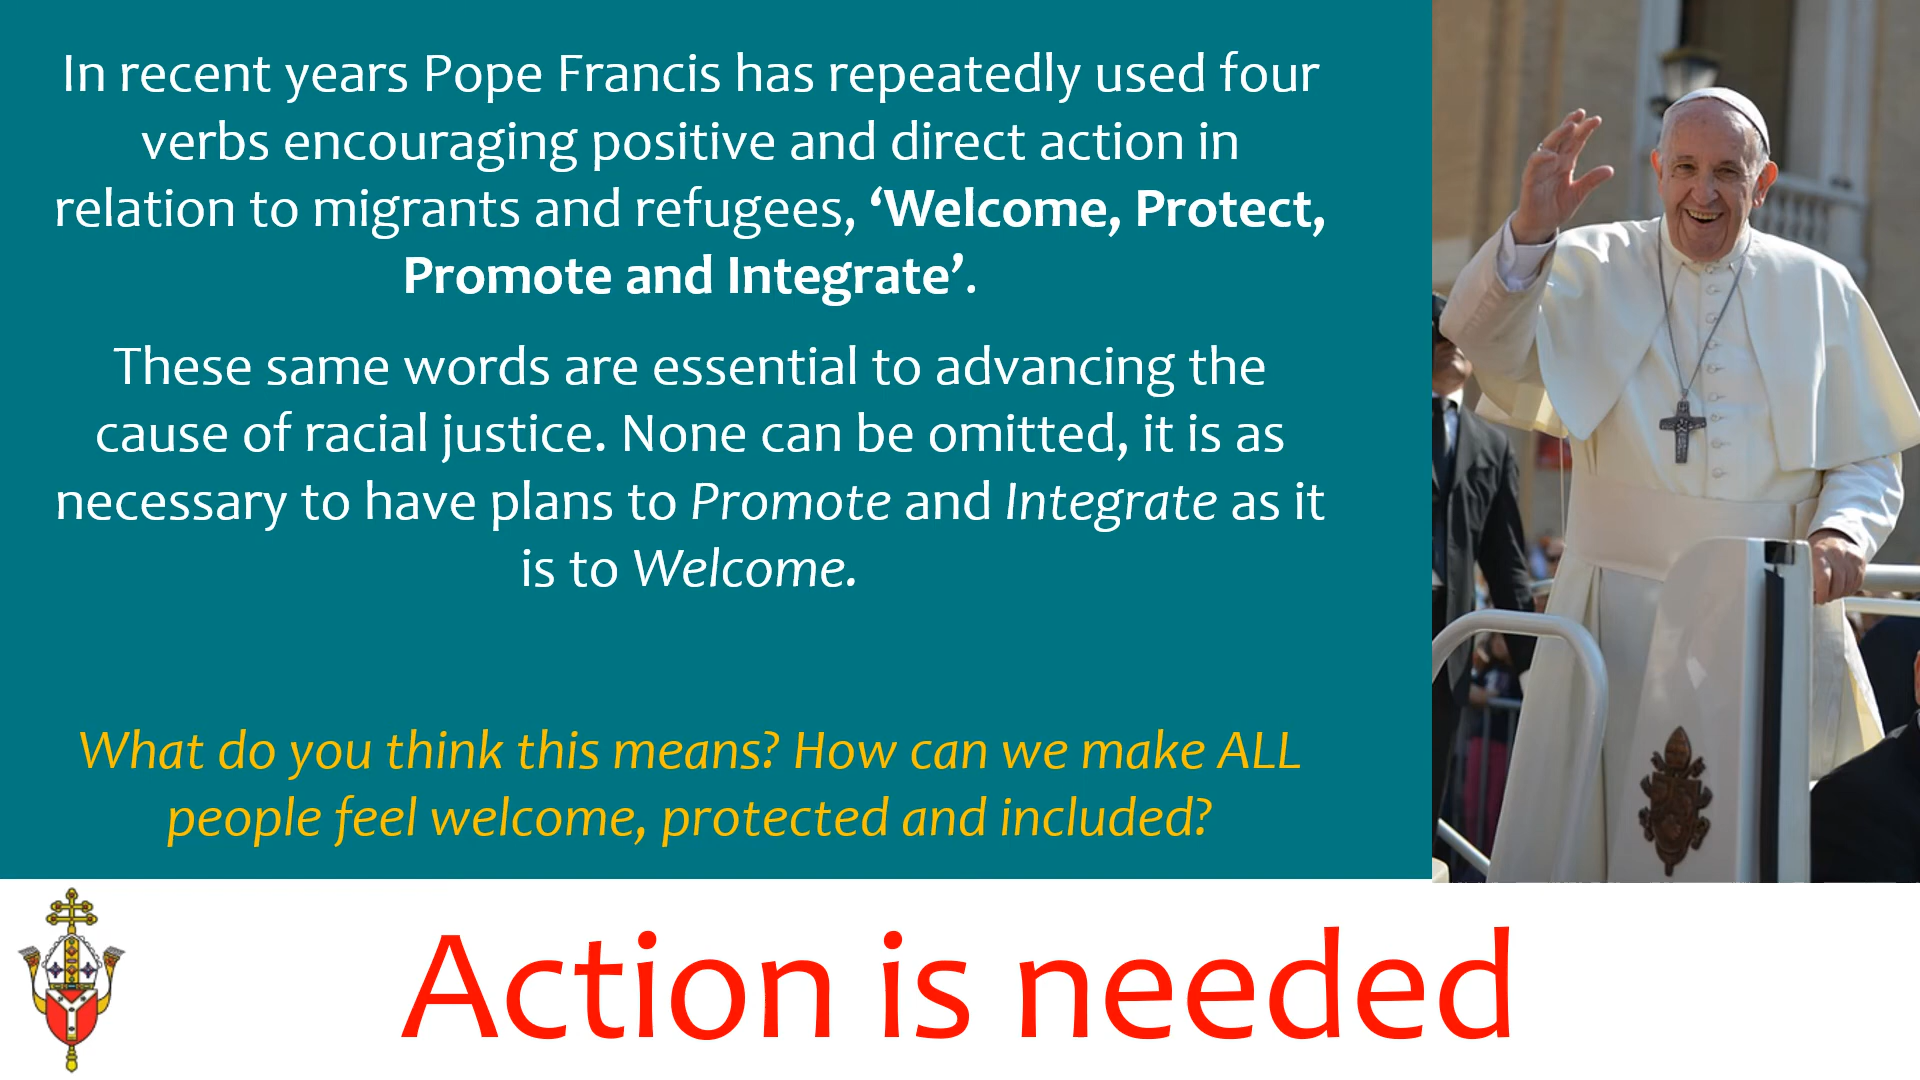 In recent years Pope Francis has repeatedly used four
verbs encouraging positive and direct action in
relation to migrants and refugees, ‘Welcome, Protect,
Promote and Integrate’.
These same words are essential to advancing the
cause of racial justice. None can be omitted, it is as
necessary to have plans to Promote and Integrate as it
is to Welcome.
What do you think this means? How can we make ALL
people feel welcome, protected and included?
Action is needed